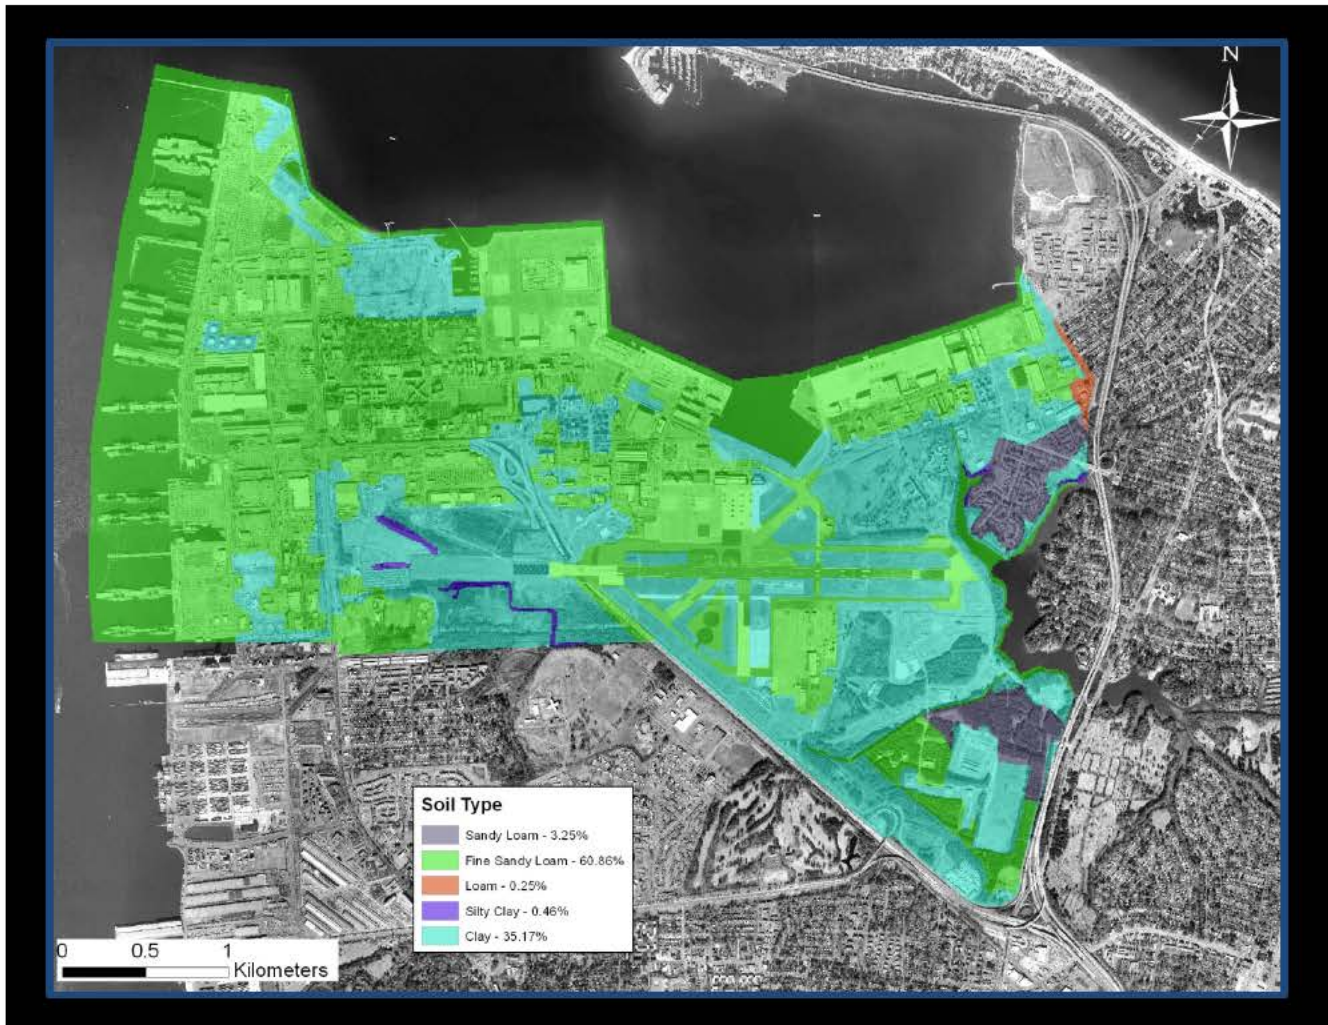 N
Soil Type
Sandy Loam - 3.25%
Fine Sandy Loam - 60.86%
Loam - 0.25%
Silty Clay - 0.46%
Clay - 35.17%
0 0.5 1
Kilometers